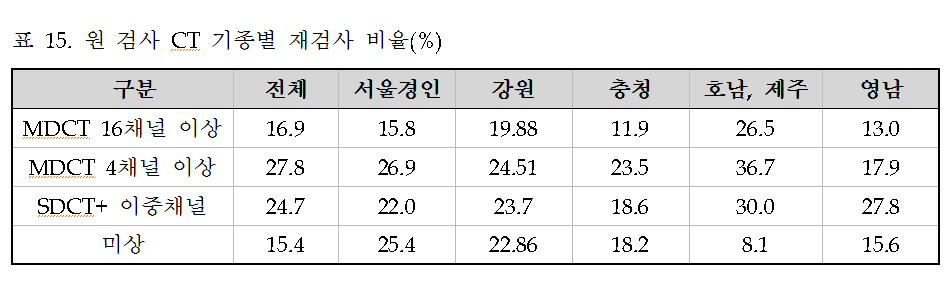 표 15. 원 검사 CT 기종별 재검사 비율(%)
구분 전체 서울경인 강원 충청 호남, 제주 영남
MDCT 16채널 이상 16.9 15.8 19.88 11.9 26.5 13.0
MDCT 4채널 이상 27.8 26.9 24.51 23.5 36.7 17.9
SDCT+ 이중채널 24.7 22.0 23.7 18.6 30.0 27.8
미상 15.4 25.4 22.86 18.2 8.1 15.6